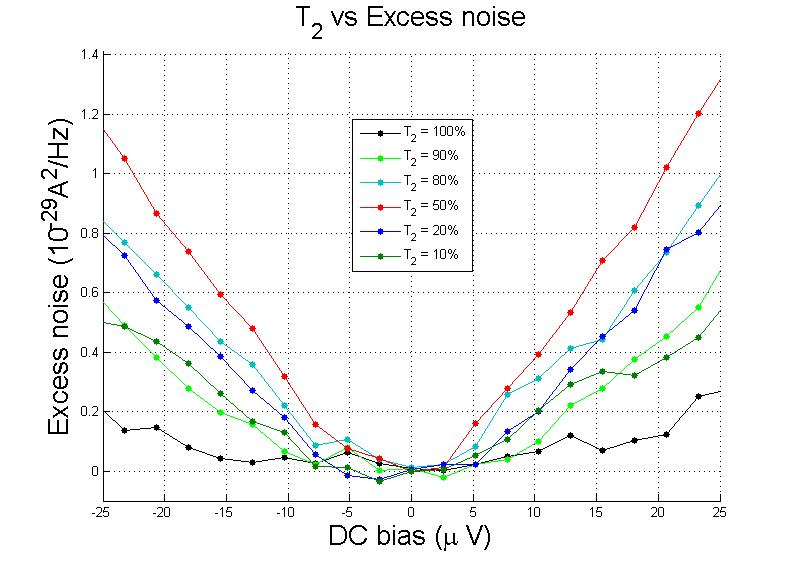 T2 vs Excess noise
Excess noise (10^-29A^2/Hz)
1.4
1.2
1
0.8
0.6
0.4
0.2
0
T2 = 100%
T2 = 90%
T2 = 80%
T2 = 50%
T2 = 20%
T2 = 10%
-25 -20 -15 -10 -5 0 5 10 15 20 25
DC bias (μ V)